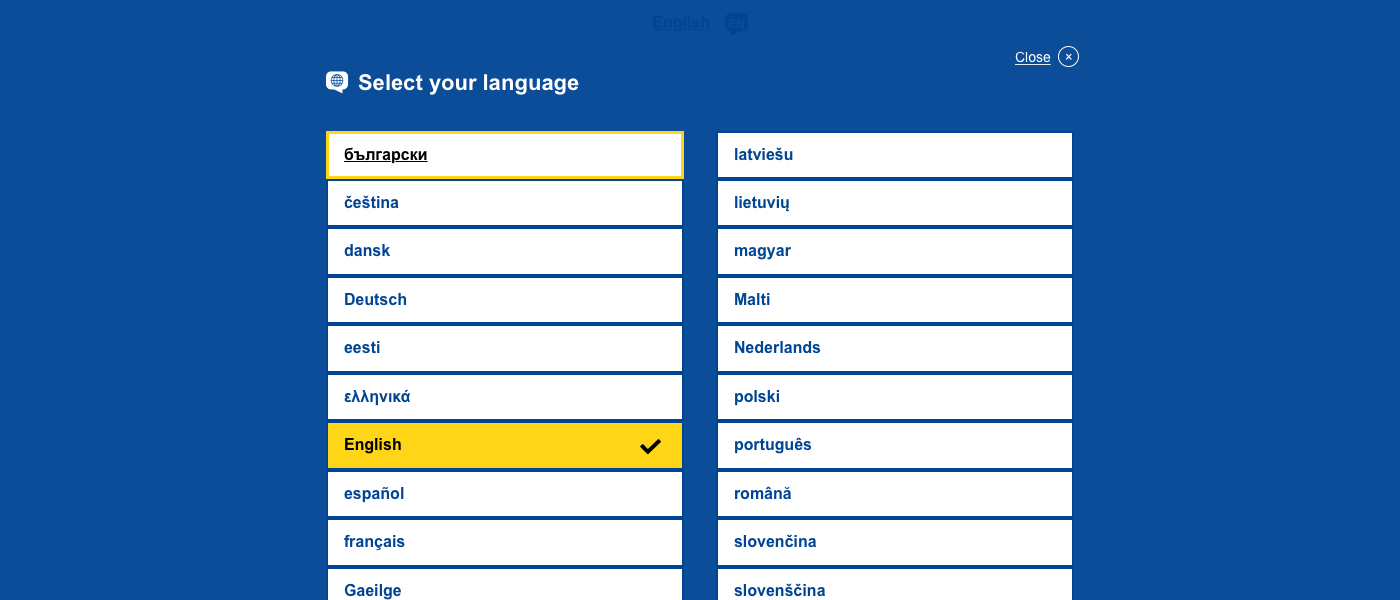 English EN
Close
Select your language
български
čeština
dansk
Deutsch
eesti
ελληνικά
English
español
français
Gaeilge
latviešu
lietuvių
magyar
Malti
Nederlands
polski
português
română
slovenčina
slovenščina